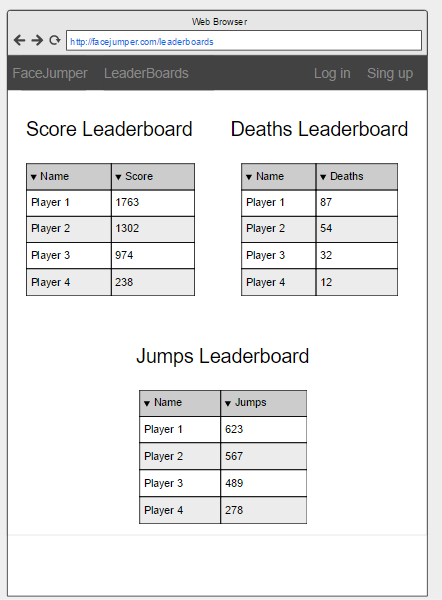 Web Browser
http://facejumper.com/leaderboards
FaceJumper LeaderBoards Log in Sing up
Score Leaderboard
Name Score
Player 1 1763
Player 2 1302
Player 3 974
Player 4 238
Deaths Leaderboard
Name Deaths
Player 1 87
Player 2 54
Player 3 32
Player 4 12
Jumps Leaderboard
Name Jumps
Player 1 623
Player 2 567
Player 3 489
Player 4 278